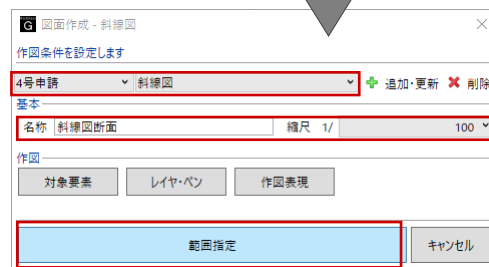 G 図面作成 - 斜線図
作図条件を設定します
4号申請 斜線図 追加・更新 削除
基本
名称 斜線図断面 縮尺 1/ 100
作図
対象要素 レイヤ・ペン 作図表現
範囲指定 キャンセル